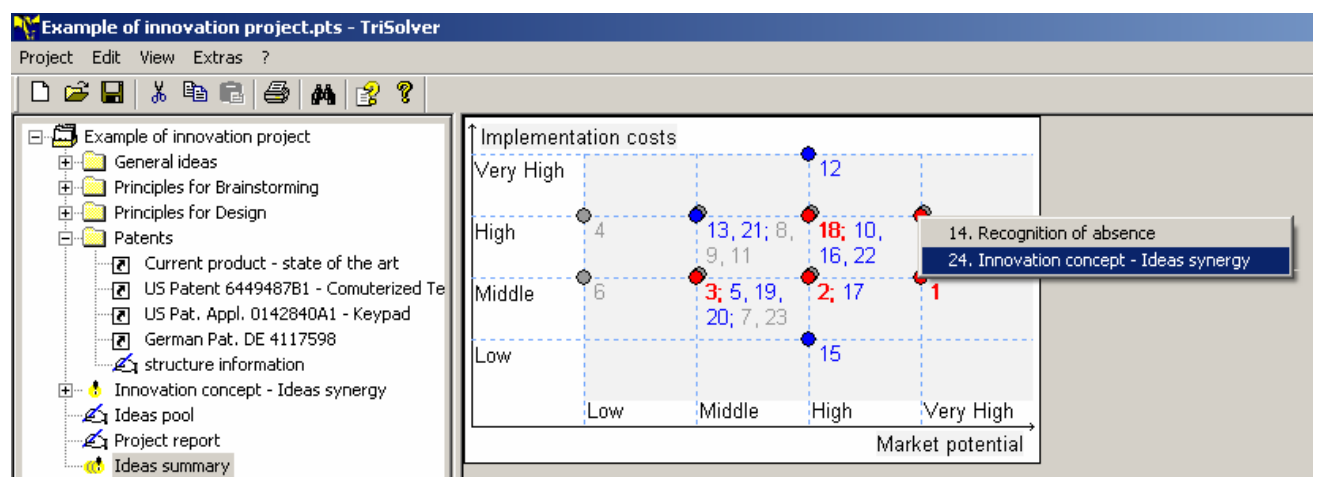 Example of innovation project.pts - TriSolver
Project Edit View Extras ?
Example of innovation project
General ideas
Principles for Brainstorming
Principles for Design
Patents
Current product - state of the art
US Patent 6449487B1 - Comuterized Te
US Pat. Appl. 0142840A1 - Keypad
German Pat. DE 4117598
structure information
Innovation concept - Ideas synergy
Ideas pool
Project report
Ideas summary
Implementation costs
Very High
12
High
4
13, 21; 8,
9, 11
18; 10,
16, 22
14. Recognition of absence
24. Innovation concept - Ideas synergy
Middle
6
3; 5, 19,
20; 7, 23
2; 17
1
Low
15
Low Middle High Very High
Market potential